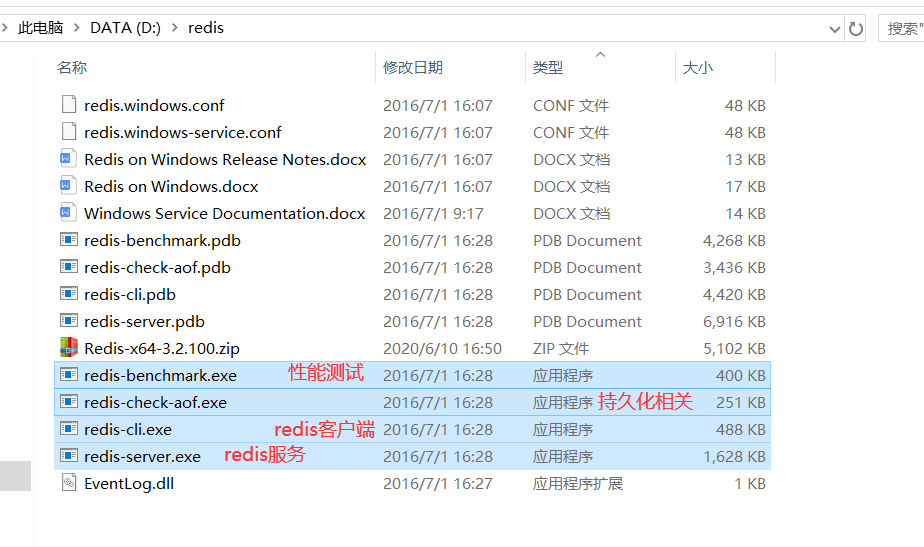 此电脑 > DATA (D:) > redis 搜索"
名称 修改日期 类型 大小
redis.windows.conf 2016/7/1 16:07 CONF 文件 48 KB
redis.windows-service.conf 2016/7/1 16:07 CONF 文件 48 KB
Redis on Windows Release Notes.docx 2016/7/1 16:07 DOCX 文档 13 KB
Redis on Windows.docx 2016/7/1 16:07 DOCX 文档 17 KB
Windows Service Documentation.docx 2016/7/1 9:17 DOCX 文档 14 KB
redis-benchmark.pdb 2016/7/1 16:28 PDB Document 4,268 KB
redis-check-aof.pdb 2016/7/1 16:28 PDB Document 3,436 KB
redis-cli.pdb 2016/7/1 16:28 PDB Document 4,420 KB
redis-server.pdb 2016/7/1 16:28 PDB Document 6,916 KB
Redis-x64-3.2.100.zip 2020/6/10 16:50 ZIP 文件 5,102 KB
redis-benchmark.exe 性能测试 2016/7/1 16:28 应用程序 400 KB
redis-check-aof.exe 2016/7/1 16:28 应用程序 持久化相关 251 KB
redis-cli.exe redis客户端 2016/7/1 16:28 应用程序 488 KB
redis-server.exe redis服务 2016/7/1 16:28 应用程序 1,628 KB
EventLog.dll 2016/7/1 16:27 应用程序扩展 1 KB